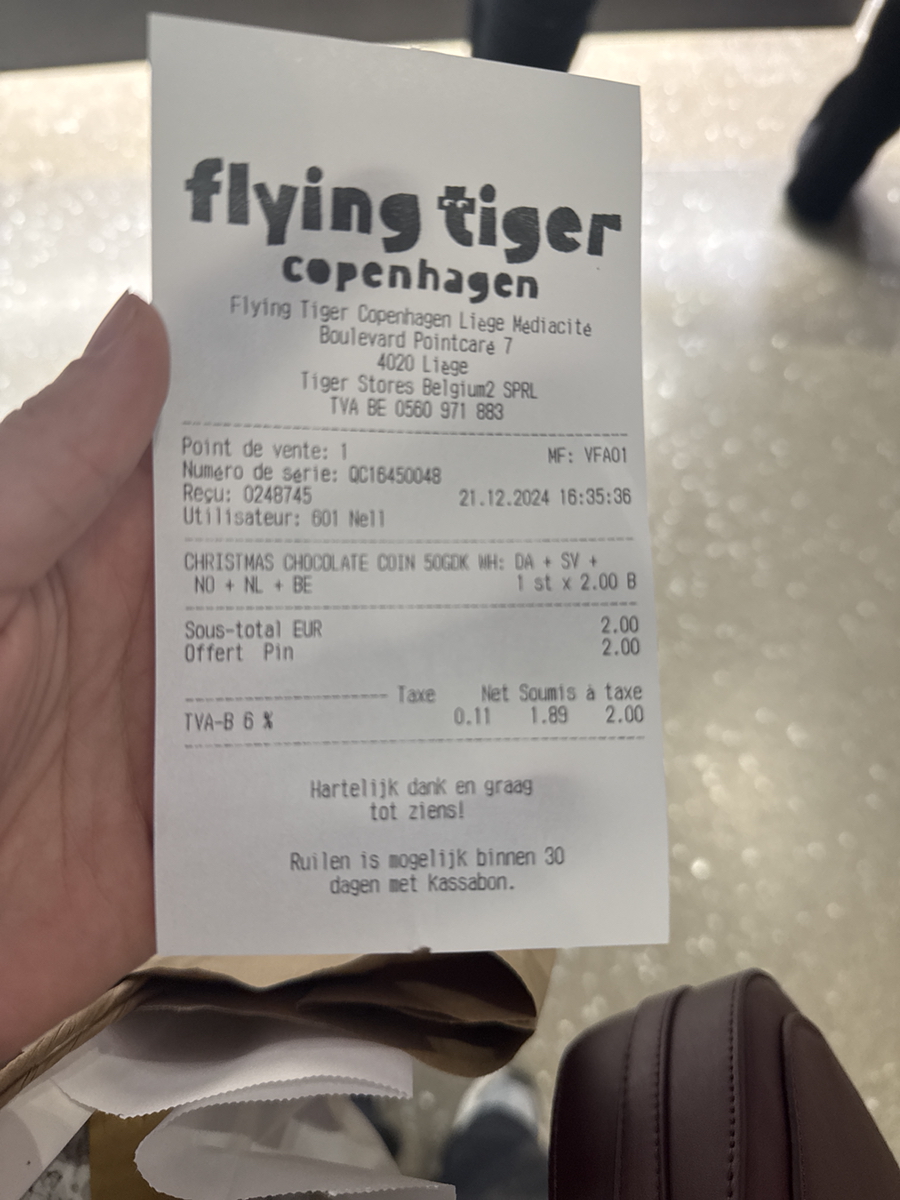 flying tiger
copenhagen
Flying Tiger Copenhagen Liège Médiacité
Boulevard Pointcaré 7
4020 Liège
Tiger Stores Belgium2 SPRL
TVA BE 0560 971 883
Point de vente: 1 MF: VFA01
Numéro de série: QC16450048
Reçu: 0248745 21.12.2024 16:35:36
Utilisateur: 601 Nell
CHRISTMAS CHOCOLATE COIN 50GDK WH: DA + SV +
NO + NL + BE 1 st x 2.00 B
Sous-total EUR 2.00
Offert Pin 2.00
Taxe Net Soumis à taxe
TVA-B 6 % 0.11 1.89 2.00
Hartelijk dank en graag
tot ziens!
Ruilen is mogelijk binnen 30
dagen met Kassabon.